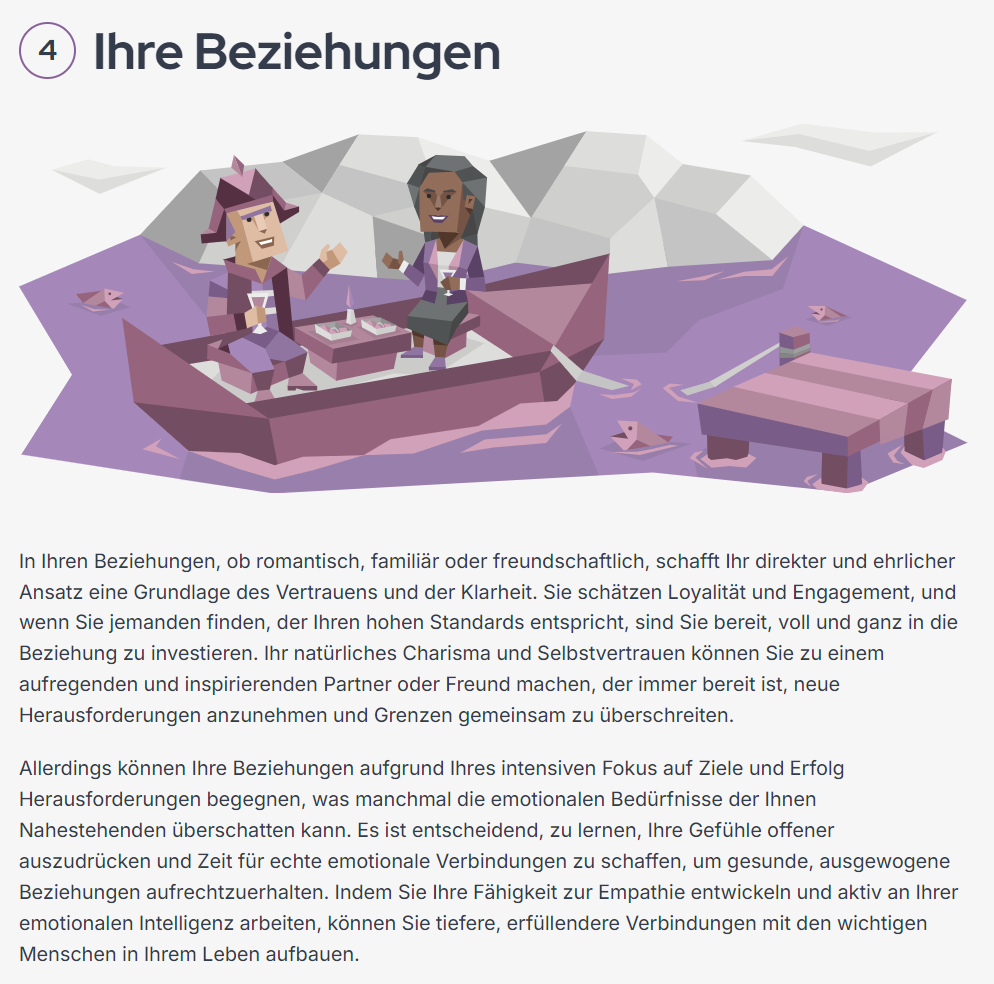 4 Ihre Beziehungen
In Ihren Beziehungen, ob romantisch, familiär oder freundschaftlich, schafft Ihr direkter und ehrlicher
Ansatz eine Grundlage des Vertrauens und der Klarheit. Sie schätzen Loyalität und Engagement, und
wenn Sie jemanden finden, der Ihren hohen Standards entspricht, sind Sie bereit, voll und ganz in die
Beziehung zu investieren. Ihr natürliches Charisma und Selbstvertrauen können Sie zu einem
aufregenden und inspirierenden Partner oder Freund machen, der immer bereit ist, neue
Herausforderungen anzunehmen und Grenzen gemeinsam zu überschreiten.
Allerdings können Ihre Beziehungen aufgrund Ihres intensiven Fokus auf Ziele und Erfolg
Herausforderungen begegnen, was manchmal die emotionalen Bedürfnisse der Ihnen
Nahestehenden überschatten kann. Es ist entscheidend, zu lernen, Ihre Gefühle offener
auszudrücken und Zeit für echte emotionale Verbindungen zu schaffen, um gesunde, ausgewogene
Beziehungen aufrechtzuerhalten. Indem Sie Ihre Fähigkeit zur Empathie entwickeln und aktiv an Ihrer
emotionalen Intelligenz arbeiten, können Sie tiefere, erfüllendere Verbindungen mit den wichtigen
Menschen in Ihrem Leben aufbauen.